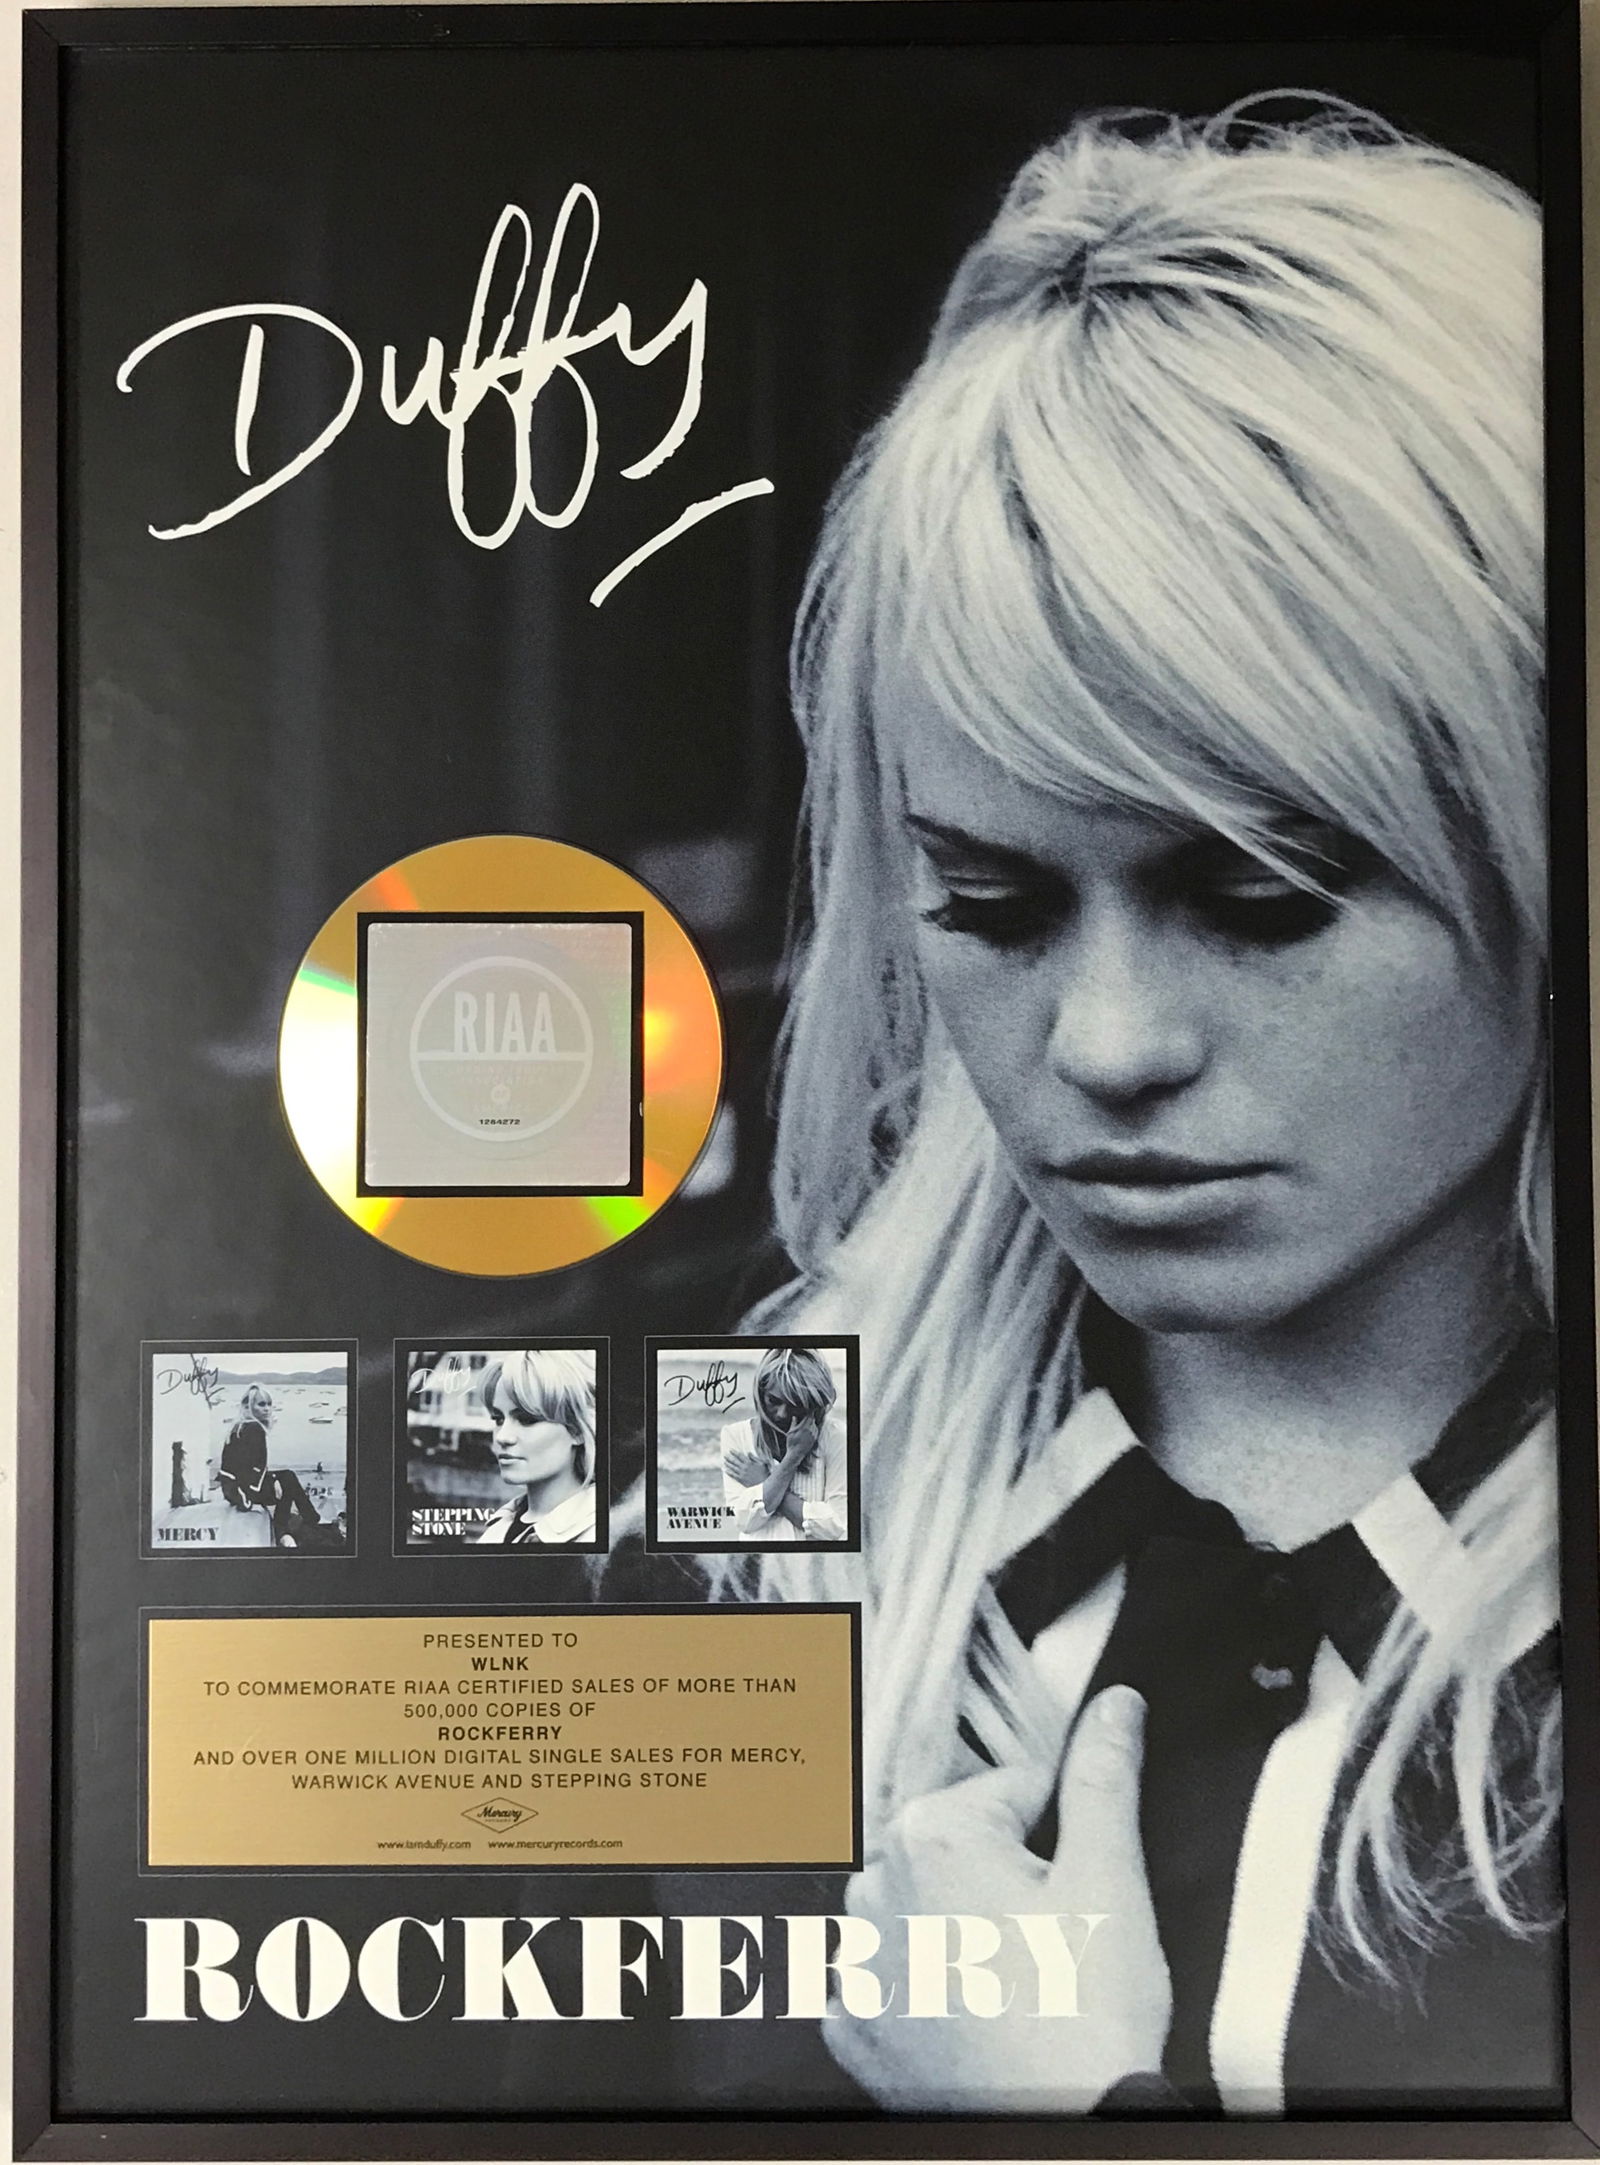 Duffy
RIAA
1264272
Duffy
MERCY
Duffy
STEPPING
STONE
Duffy
WARWICK
AVENUE
PRESENTED TO
WLNK
TO COMMEMORATE RIAA CERTIFIED SALES OF MORE THAN
500,000 COPIES OF
ROCKFERRY
AND OVER ONE MILLION DIGITAL SINGLE SALES FOR MERCY,
WARWICK AVENUE AND STEPPING STONE
Mercury
www.iamduffy.com www.mercuryrecords.com
ROCKFERRY